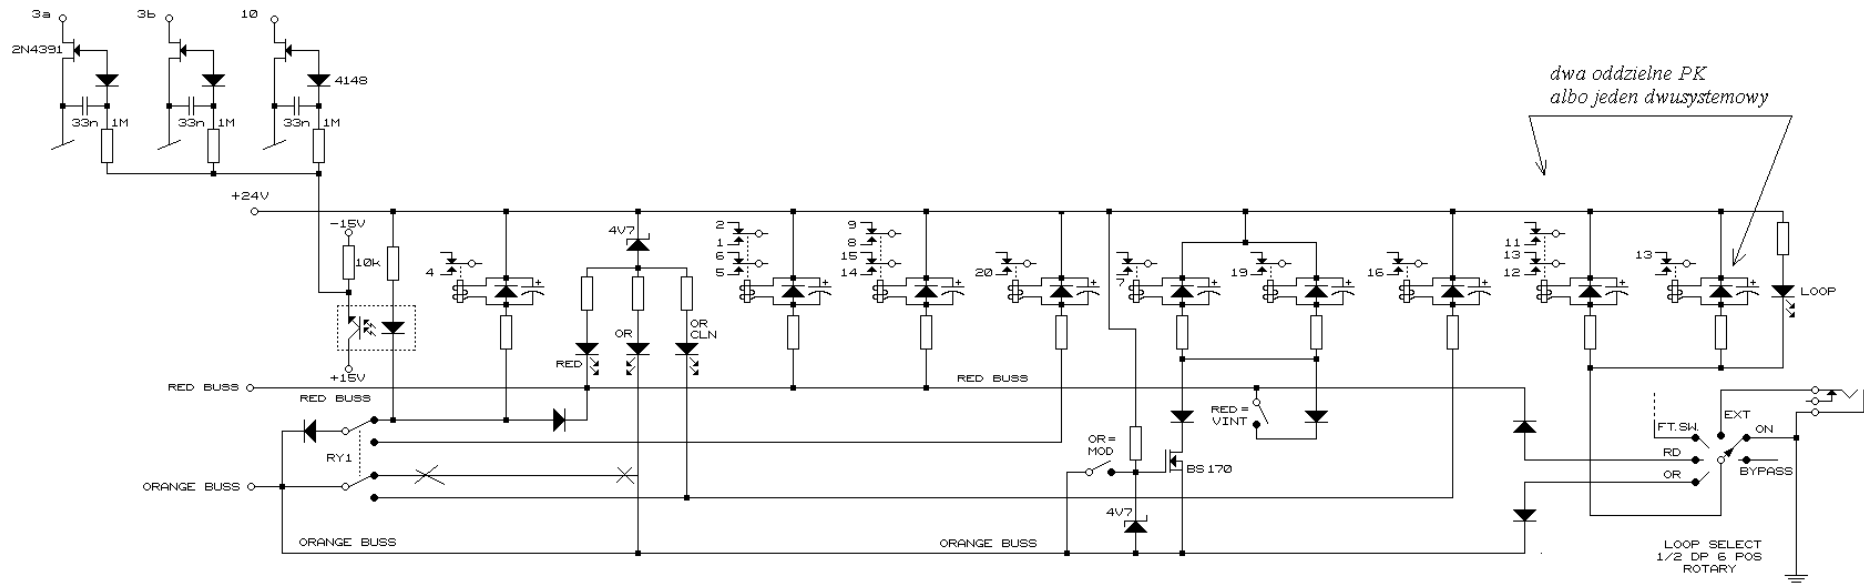 3a
3b
10
2N4391
4148
33n 1M
33n 1M
33n 1M
dwa oddzielne PK
albo jeden dwusystemowy
+24V
-15V
10k
+15V
4
4V7
RED
OR
OR
CLN
2
1
6
5
9
8
15
14
20
7
19
16
11
13
12
13
LOOP
RED BUSS
RED BUSS
RED BUSS
RY1
ORANGE BUSS
ORANGE BUSS
ORANGE BUSS
OR=
MOD
RED=
VINT
BS170
4V7
FT.SW.
EXT
ON
RD
BYPASS
OR
LOOP SELECT
1/2 DP 6 POS
ROTARY